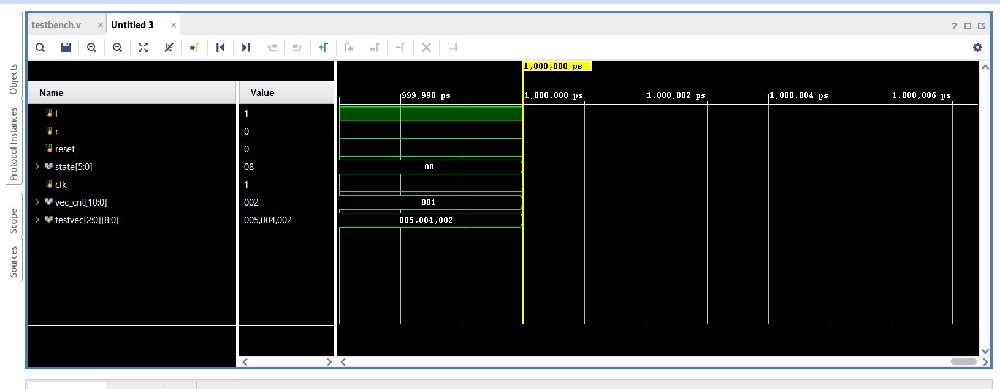 testbench.v × Untitled 3 ×
?
Objects
Protocol Instances
Scope
Sources
1,000,000 ps
Name Value
999,998 ps 1,000,000 ps 1,000,002 ps 1,000,004 ps 1,000,006 ps
l 1
r 0
reset 0
state[5:0] 08 00
clk 1
vec_cnt[10:0] 002 001
testvec[2:0][8:0] 005,004,002 005,004,002